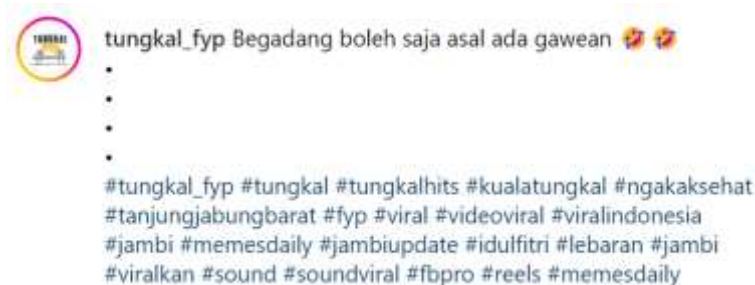 TUNGKAL
tungkal_fyp Begadang boleh saja asal ada gawean 🤣 🤣
•
•
•
•
#tungkal_fyp #tungkal #tungkalhits #kualatungkal #ngakaksehat
#tanjungjabungbarat #fyp #viral #videoviral #viralindonesia
#jambi #memesdaily #jambiupdate #idulfitri #lebaran #jambi
#viralkan #sound #soundviral #fbpro #reels #memesdaily